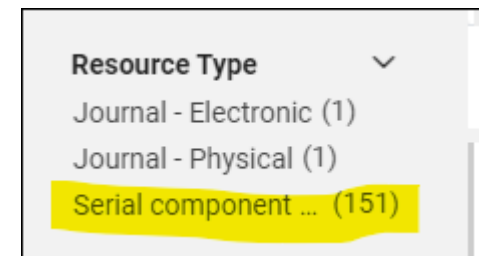 Resource Type
Journal - Electronic (1)
Journal - Physical (1)
Serial component ... (151)